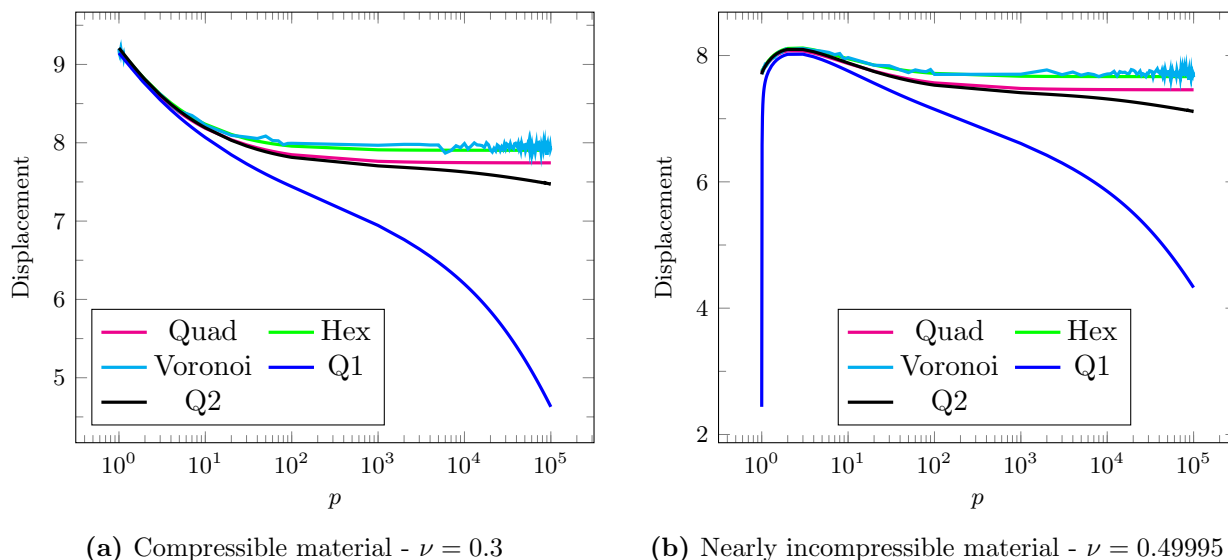 9
8
7
6
5
Displacement
10^0
10^1
10^2
10^3
10^4
10^5
p
Quad
Hex
Voronoi
Q1
Q2
(a) Compressible material - ν = 0.3
8
6
4
2
Displacement
10^0
10^1
10^2
10^3
10^4
10^5
p
Quad
Hex
Voronoi
Q1
Q2
(b) Nearly incompressible material - ν = 0.49995